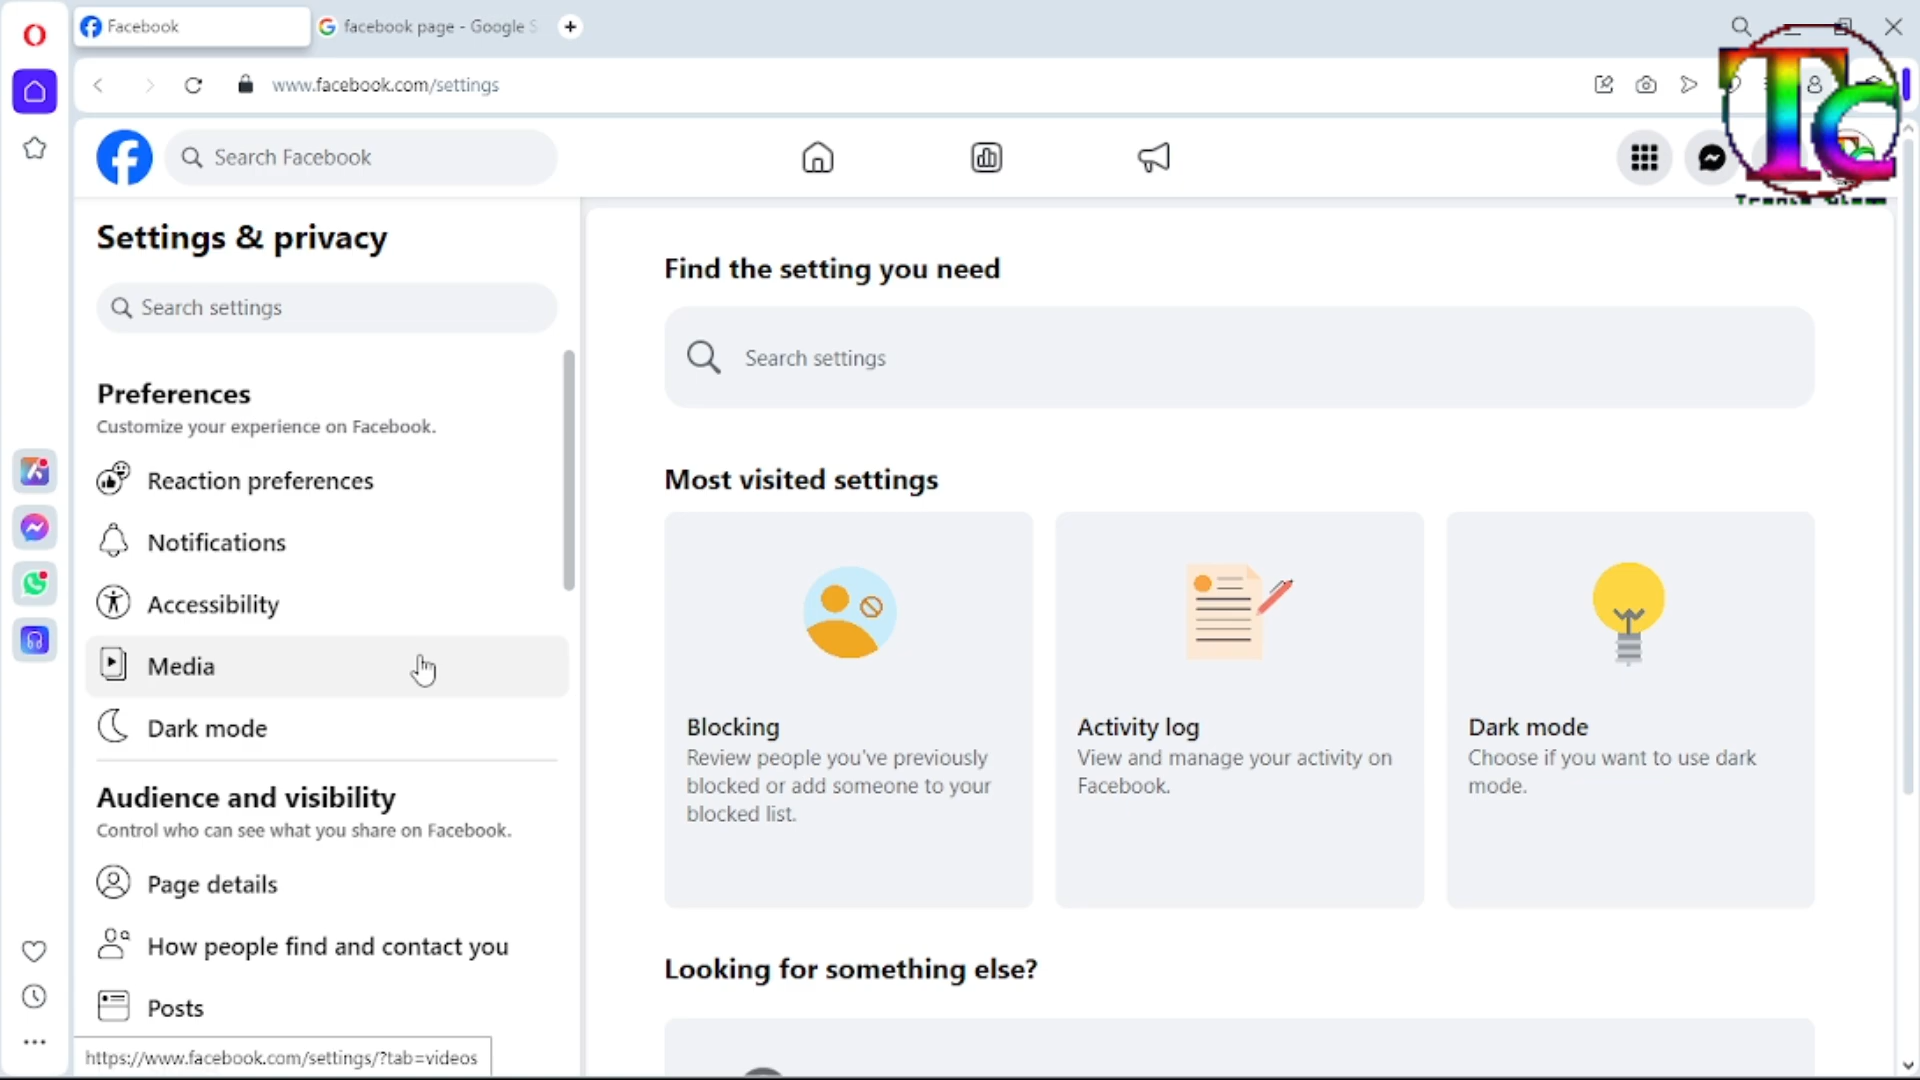 Facebook
facebook page - Google S
www.facebook.com/settings
Search Facebook
Tc
Settings & privacy
Search settings
Preferences
Customize your experience on Facebook.
Reaction preferences
Notifications
Accessibility
Media
Dark mode
Audience and visibility
Control who can see what you share on Facebook.
Page details
How people find and contact you
Posts
https://www.facebook.com/settings/?tab=videos
Find the setting you need
Search settings
Most visited settings
Blocking
Review people you've previously
blocked or add someone to your
blocked list.
Activity log
View and manage your activity on
Facebook.
Dark mode
Choose if you want to use dark
mode.
Looking for something else?